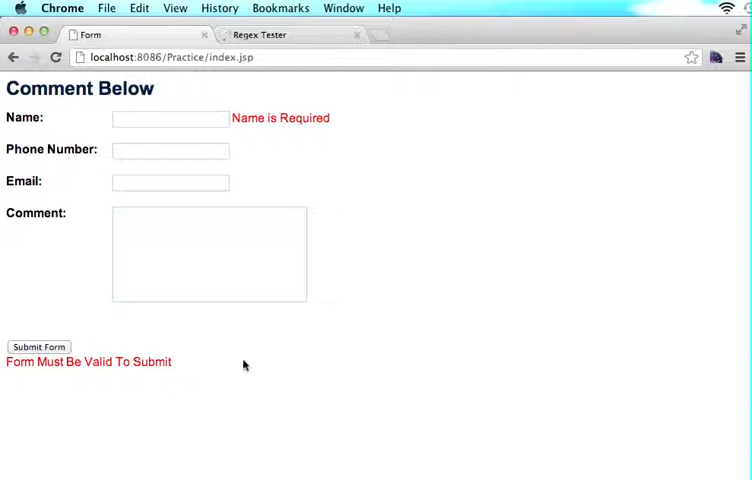 Chrome File Edit View History Bookmarks Window Help
Form Regex Tester
localhost:8086/Practice/index.jsp
Comment Below
Name: Name is Required
Phone Number:
Email:
Comment:
Submit Form
Form Must Be Valid To Submit